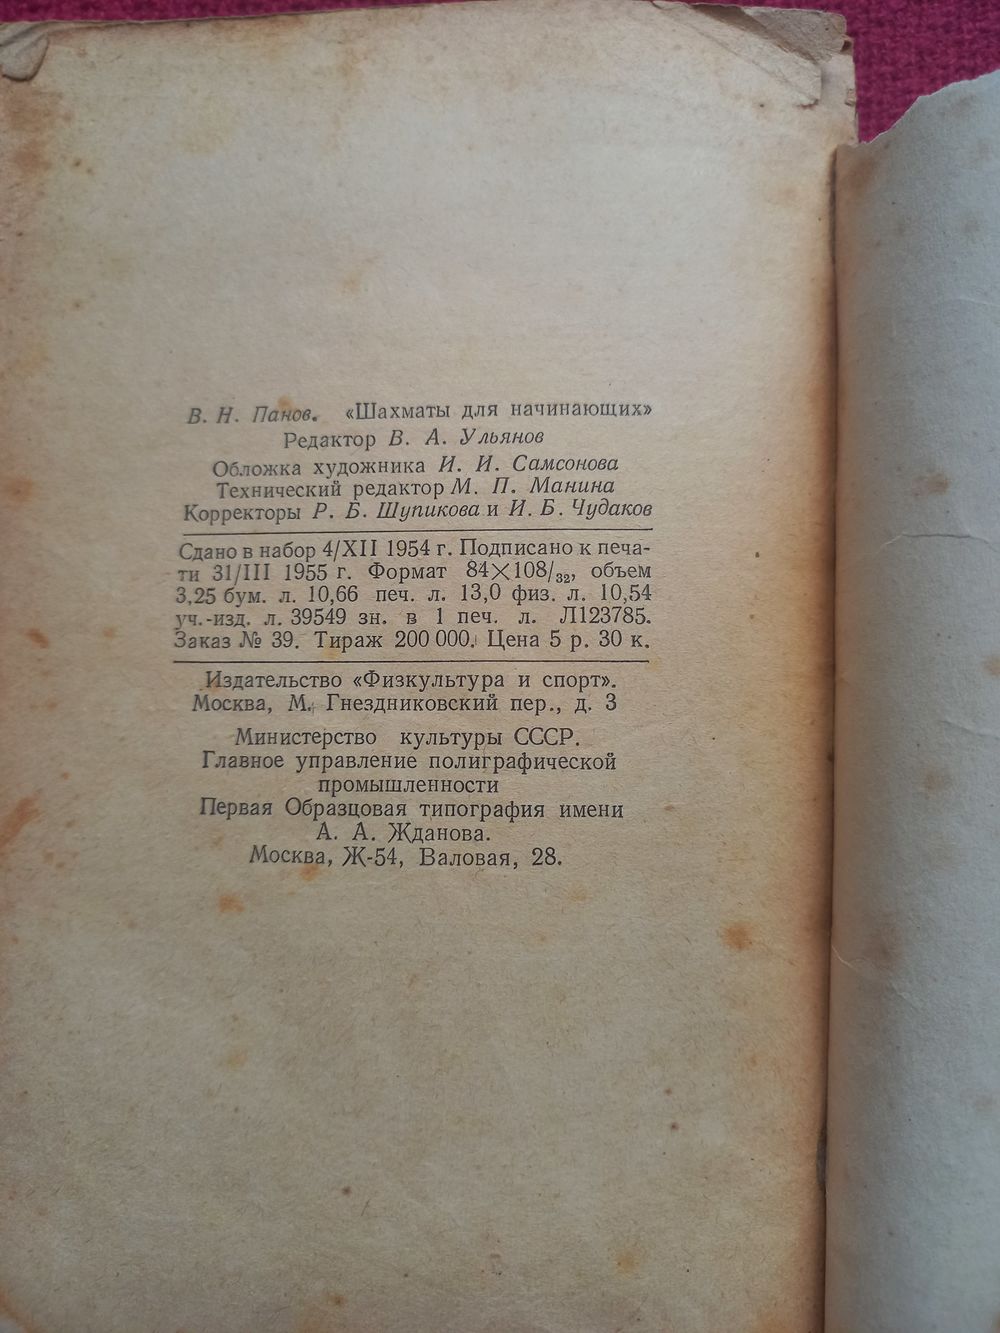 В. Н. Панов. «Шахматы для начинающих»
Редактор В. А. Ульянов
Обложка художника И. И. Самсонова
Технический редактор М. П. Манина
Корректоры Р. Б. Шупикова и И. Б. Чудаков
Сдано в набор 4/XII 1954 г. Подписано к печа-
ти 31/III 1955 г. Формат 84×108/32, объем
3,25 бум. л. 10,66 печ. л. 13,0 физ. л. 10,54
уч.-изд. л. 39549 зн. в 1 печ. л. Л123785.
Заказ № 39. Тираж 200 000. Цена 5 р. 30 к.
Издательство «Физкультура и спорт».
Москва, М. Гнездниковский пер., д. 3
Министерство культуры СССР.
Главное управление полиграфической
промышленности
Первая Образцовая типография имени
А. А. Жданова.
Москва, Ж-54, Валовая, 28.